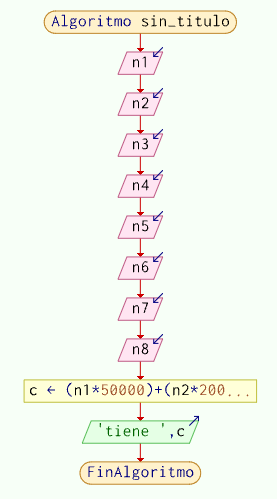 Algoritmo sin_titulo
n1
n2
n3
n4
n5
n6
n7
n8
c ← (n1*50000)+(n2*200...
'tiene ',c
FinAlgoritmo